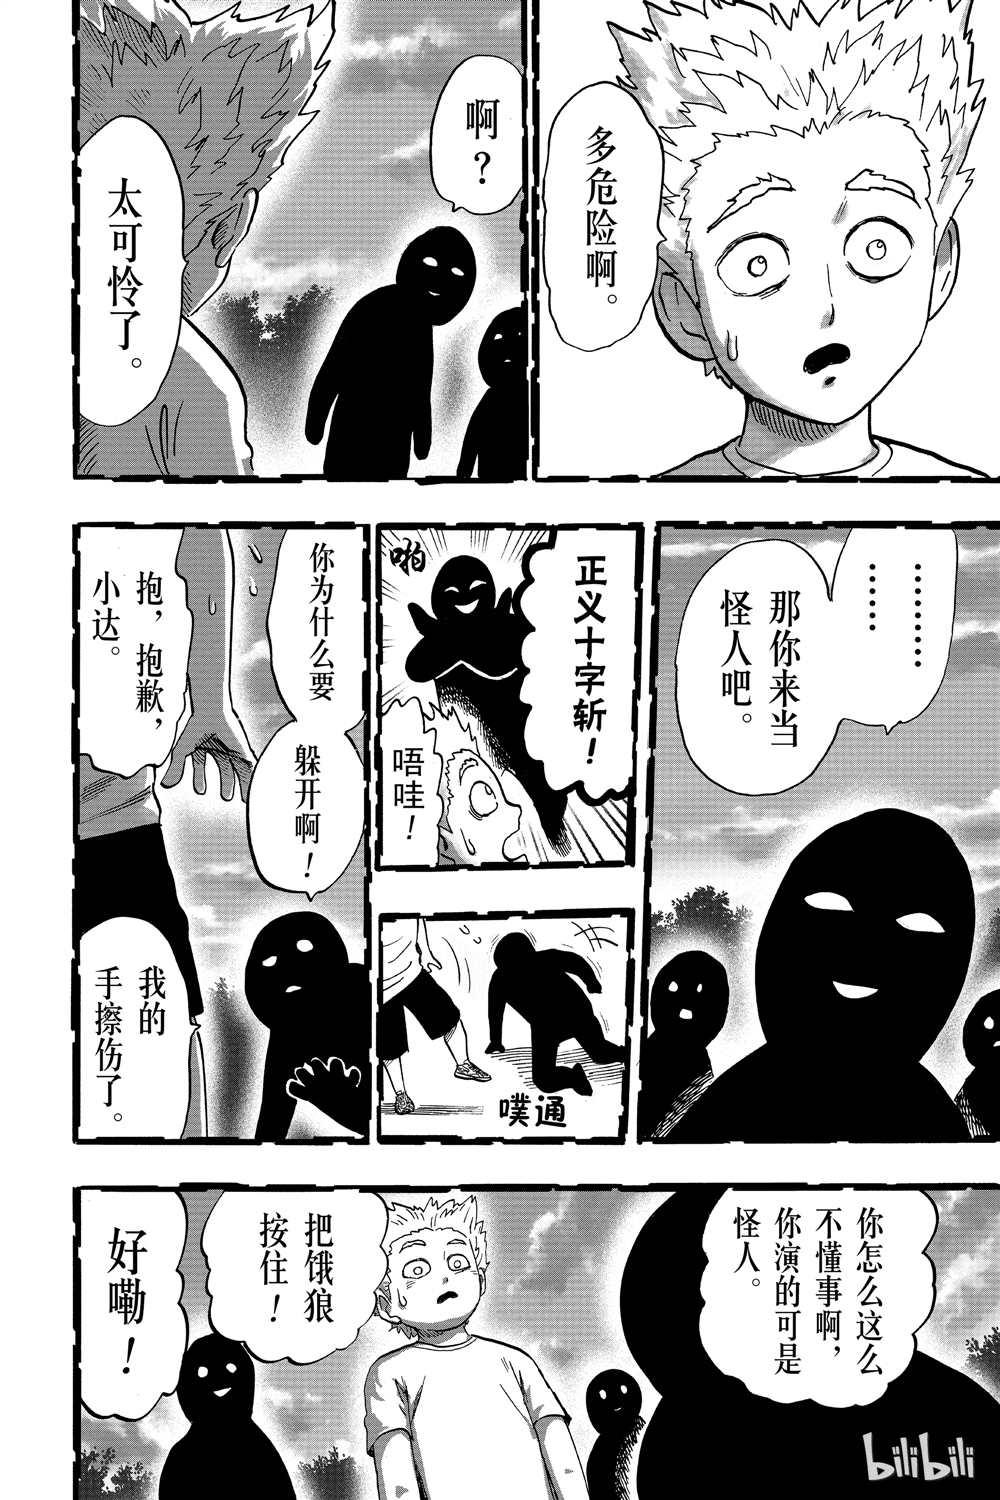 多危险啊。
啊？
太可怜了。
…………
那你来当
怪人吧。
正义十字斩！
啪
唔哇！
噗通
你为什么要
躲开啊！
抱，抱歉，
小达。
我的
手擦伤了。
你怎么这么
不懂事啊，
你演的可是
怪人。
把饿狼
按住！
好嘞！
bilibili